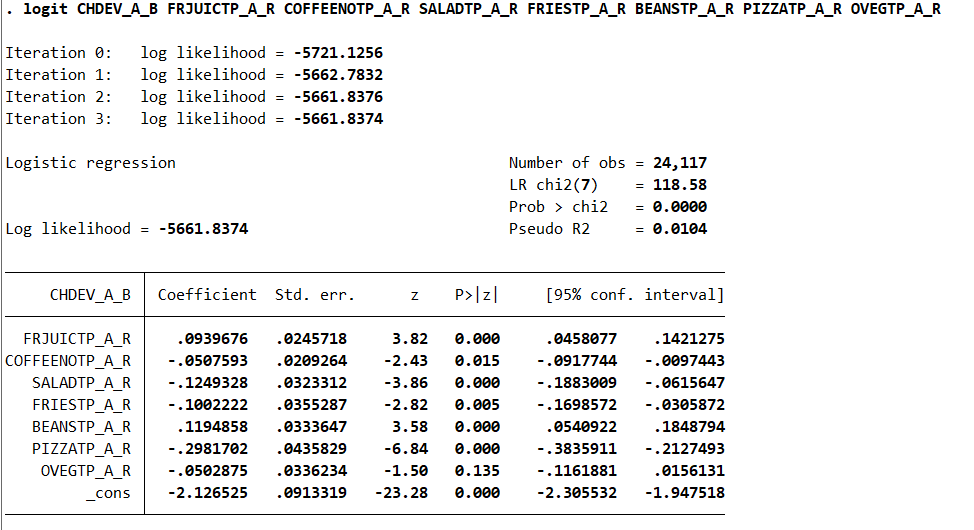 . logit CHDEV_A_B FRJUICTP_A_R COFFEENOTP_A_R SALADTP_A_R FRIESTP_A_R BEANSTP_A_R PIZZATP_A_R OVEGTP_A_R
Iteration 0:   log likelihood = -5721.1256
Iteration 1:   log likelihood = -5662.7832
Iteration 2:   log likelihood = -5661.8376
Iteration 3:   log likelihood = -5661.8374
Logistic regression                                     Number of obs = 24,117
                                                        LR chi2(7)    = 118.58
                                                        Prob > chi2   = 0.0000
Log likelihood = -5661.8374                             Pseudo R2     = 0.0104
CHDEV_A_B   Coefficient  Std. err.      z    P>|z|     [95% conf. interval]
FRJUICTP_A_R   .0939676   .0245718     3.82   0.000     .0458077    .1421275
COFFEENOTP_A_R   -.0507593   .0209264    -2.43   0.015    -.0917744   -.0097443
SALADTP_A_R   -.1249328   .0323312    -3.86   0.000    -.1883009   -.0615647
FRIESTP_A_R   -.1002222   .0355287    -2.82   0.005    -.1698572   -.0305872
BEANSTP_A_R   .1194858   .0333647     3.58   0.000     .0540922    .1848794
PIZZATP_A_R   -.2981702   .0435829    -6.84   0.000    -.3835911   -.2127493
OVEGTP_A_R   -.0502875   .0336234    -1.50   0.135    -.1161881    .0156131
_cons   -2.126525   .0913319   -23.28   0.000    -2.305532   -1.947518